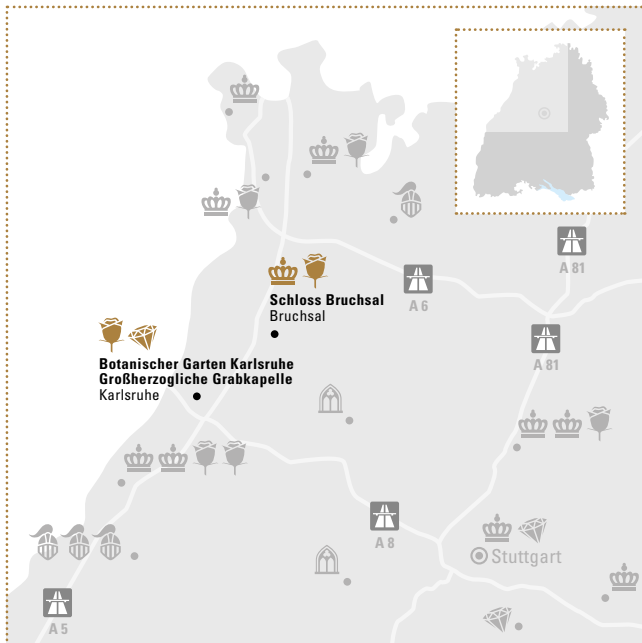 A 81
Schloss Bruchsal
Bruchsal
A 6
Botanischer Garten Karlsruhe
Großherzogliche Grabkapelle
Karlsruhe
A 81
A 8
Stuttgart
A 5